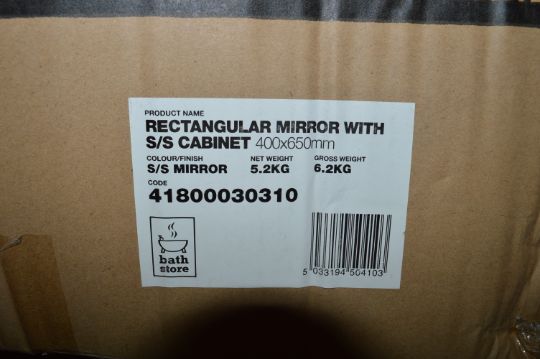 PRODUCT NAME
RECTANGULAR MIRROR WITH
S/S CABINET 400x650mm
COLOUR/FINISH NET WEIGHT GROSS WEIGHT
S/S MIRROR 5.2KG 6.2KG
CODE
41800030310
bath
store
5 033194 504103